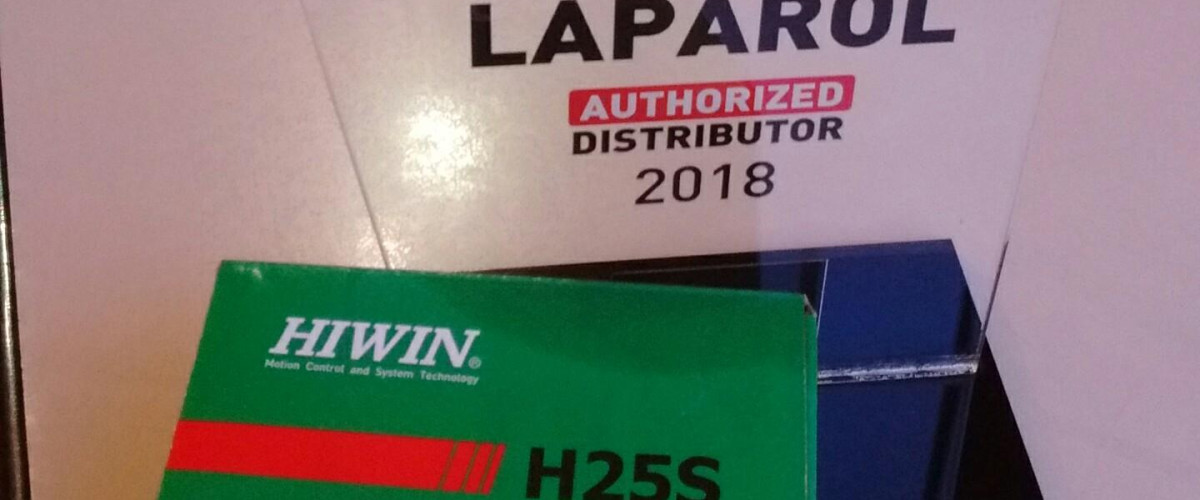 LAPAROL
AUTHORIZED
DISTRIBUTOR
2018
HIWIN®
Motion Control and System Technology
H25S